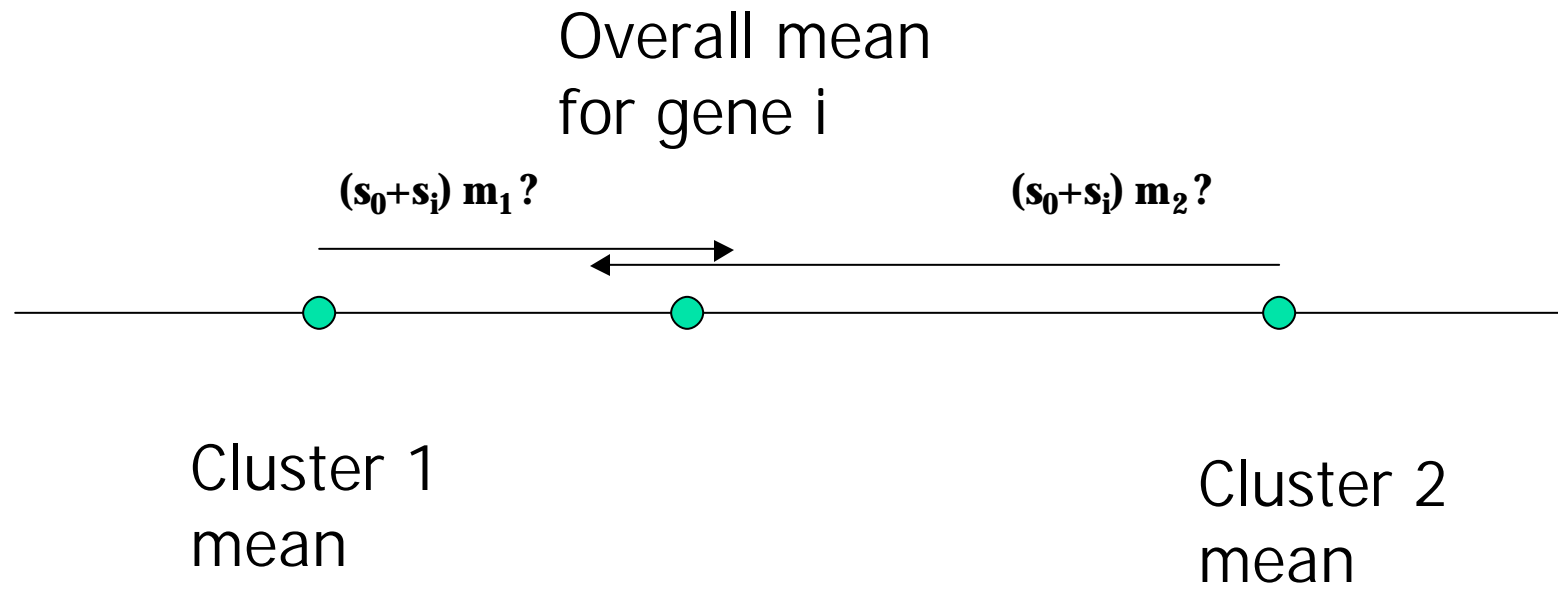 Overall mean
for gene i
(s₀+sᵢ) m₁?
(s₀+sᵢ) m₂?
Cluster 1
mean
Cluster 2
mean